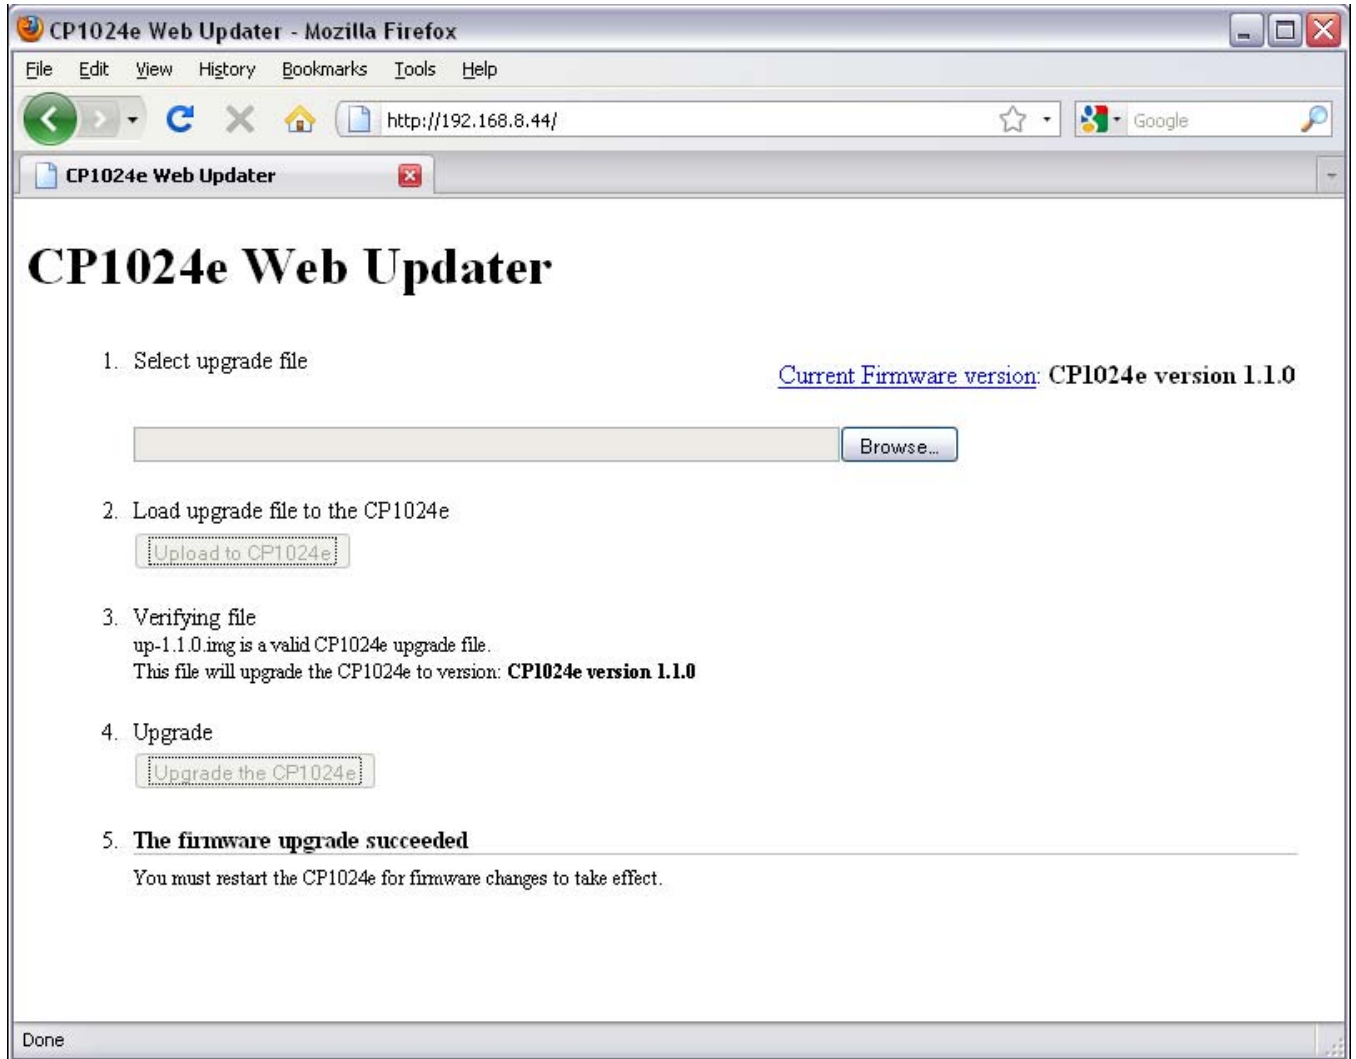 CP1024e Web Updater - Mozilla Firefox
File Edit View History Bookmarks Tools Help
http://192.168.8.44/ Google
CP1024e Web Updater
CP1024e Web Updater
1. Select upgrade file
Current Firmware version: CP1024e version 1.1.0
Browse...
2. Load upgrade file to the CP1024e
Upload to CP1024e
3. Verifying file
up-1.1.0.img is a valid CP1024e upgrade file.
This file will upgrade the CP1024e to version: CP1024e version 1.1.0
4. Upgrade
Upgrade the CP1024e
5. The firmware upgrade succeeded
You must restart the CP1024e for firmware changes to take effect.
Done